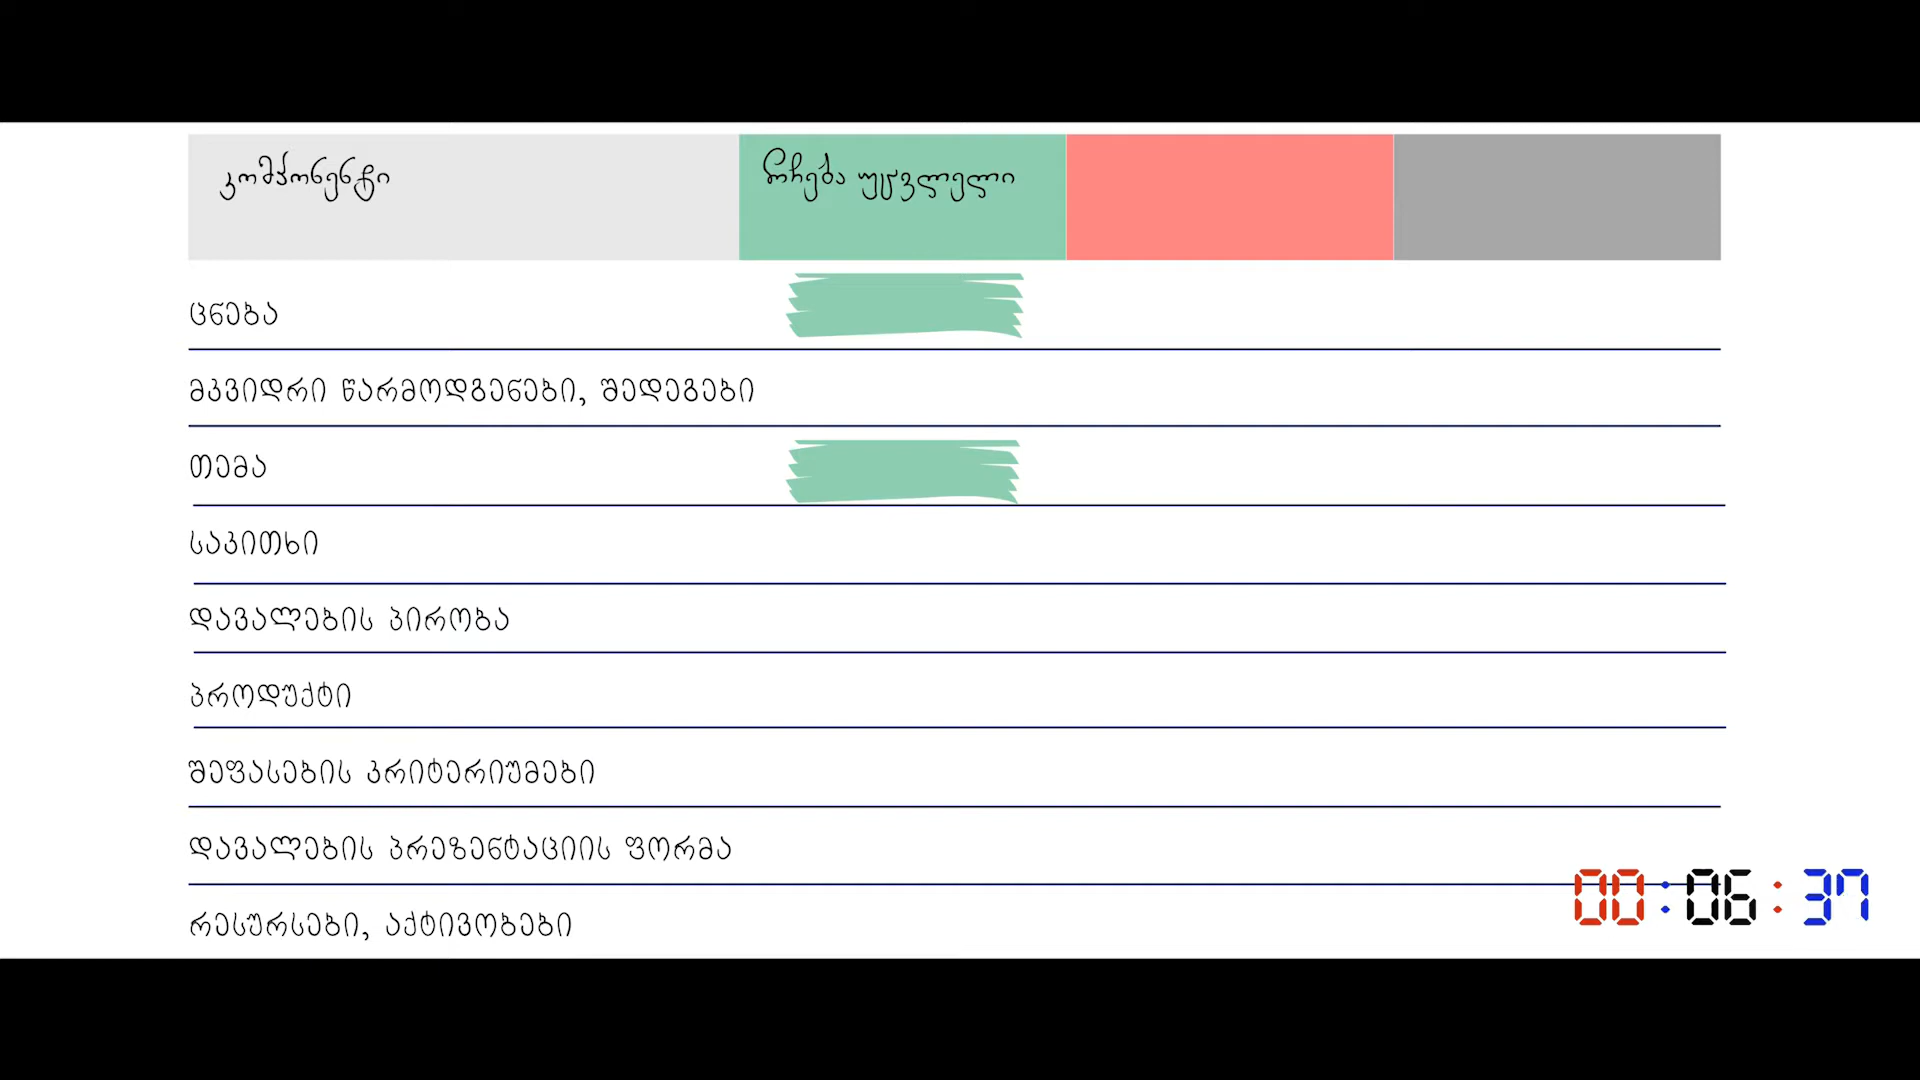 კომპონენტი
რჩება უცვლელი
ცნება
მკვიდრი წარმოდგენები, შედეგები
თემა
საკითხი
დავალების პირობა
პროდუქტი
შეფასების კრიტერიუმები
დავალების პრეზენტაციის ფორმა
რესურსები, აქტივობები
00:06:37